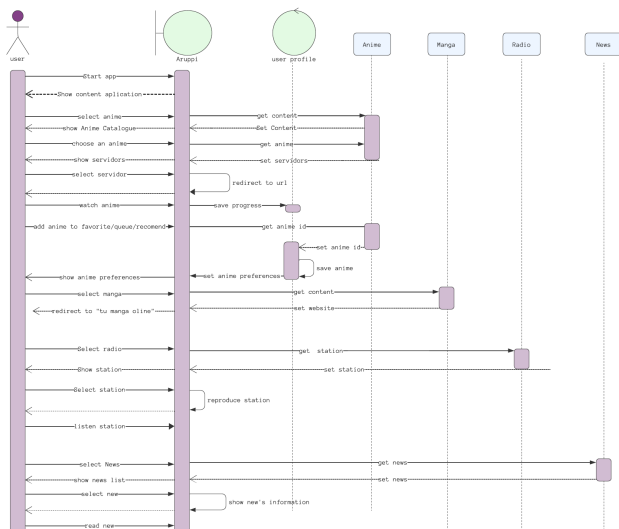 user
Aruppi
user profile
Anime
Manga
Radio
News
Start app
Show content aplication
select anime
get content
show Anime Catalogue
Set Content
choose an anime
get anime
show servidors
set servidors
select servidor
redirect to url
watch anime
save progress
add anime to favorite/queue/recomend
get anime id
set anime id
save anime
show anime preferences
set anime preferences
select manga
get content
set website
redirect to "tu manga oline"
Select radio
get station
Show station
set station
Select station
reproduce station
listen station
select News
get news
show news list
set news
select new
show new's information
read new